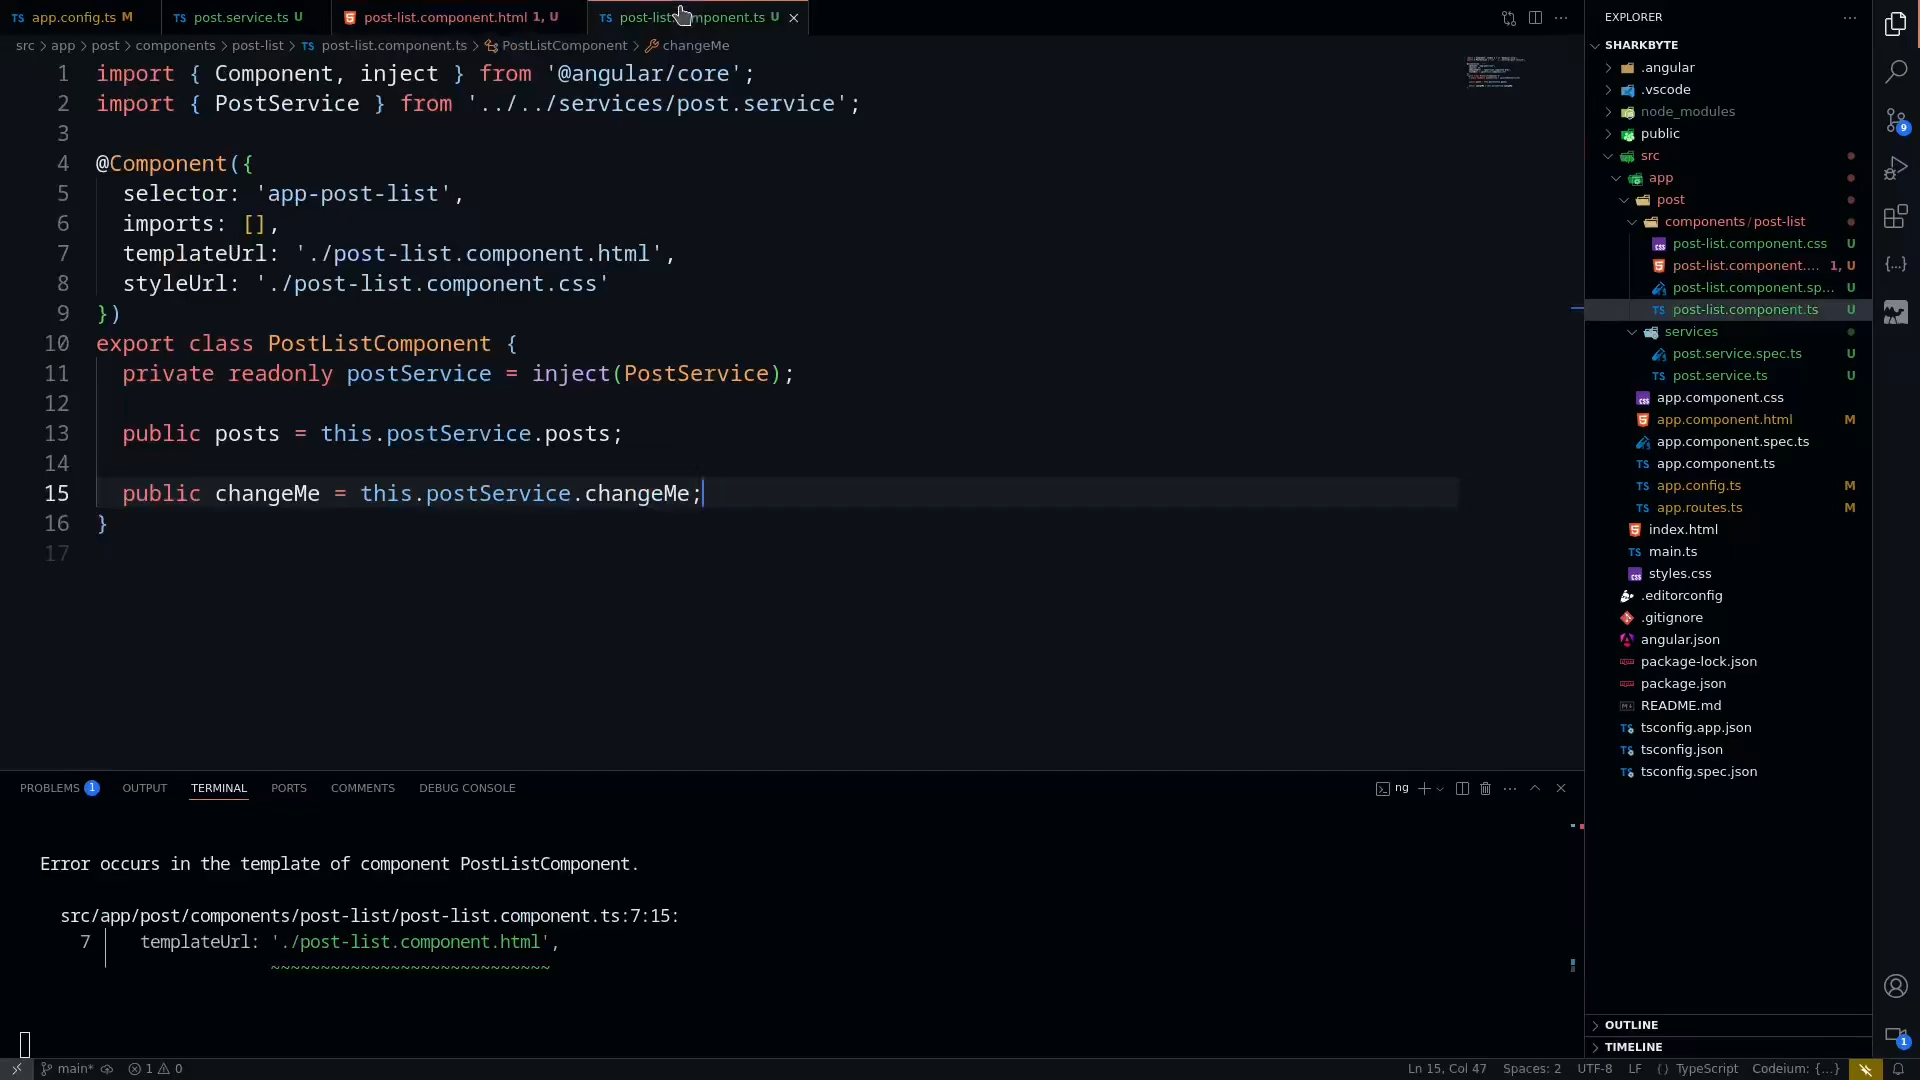 app.config.ts M
post.service.ts U
post-list.component.html 1, U
post-list mponent.ts U
src > app > post > components > post-list > TS post-list.component.ts > PostListComponent > changeMe
1 import { Component, inject } from '@angular/core';
2 import { PostService } from '../../services/post.service';
3
4 @Component({
5 selector: 'app-post-list',
6 imports: [],
7 templateUrl: './post-list.component.html',
8 styleUrl: './post-list.component.css'
9 })
10 export class PostListComponent {
11 private readonly postService = inject(PostService);
12
13 public posts = this.postService.posts;
14
15 public changeMe = this.postService.changeMe;
16 }
17
PROBLEMS 1 OUTPUT TERMINAL PORTS COMMENTS DEBUG CONSOLE
ng
Error occurs in the template of component PostListComponent.
src/app/post/components/post-list/post-list.component.ts:7:15:
7 templateUrl: './post-list.component.html',
~~~~~~~~~~~~~~~~~~~~~~~~~~~~
main* 1 0
Ln 15, Col 47 Spaces: 2 UTF-8 LF {} TypeScript Codeium: {...}
EXPLORER
SHARKBYTE
.angular
.vscode
node_modules
public
src
app
post
components / post-list
post-list.component.css U
post-list.component.... 1, U
post-list.component.sp... U
TS post-list.component.ts U
services
post.service.spec.ts U
TS post.service.ts U
app.component.css
app.component.html M
app.component.spec.ts
TS app.component.ts
TS app.config.ts M
TS app.routes.ts M
index.html
TS main.ts
styles.css
.editorconfig
.gitignore
angular.json
package-lock.json
package.json
README.md
tsconfig.app.json
tsconfig.json
tsconfig.spec.json
OUTLINE
TIMELINE
9
1